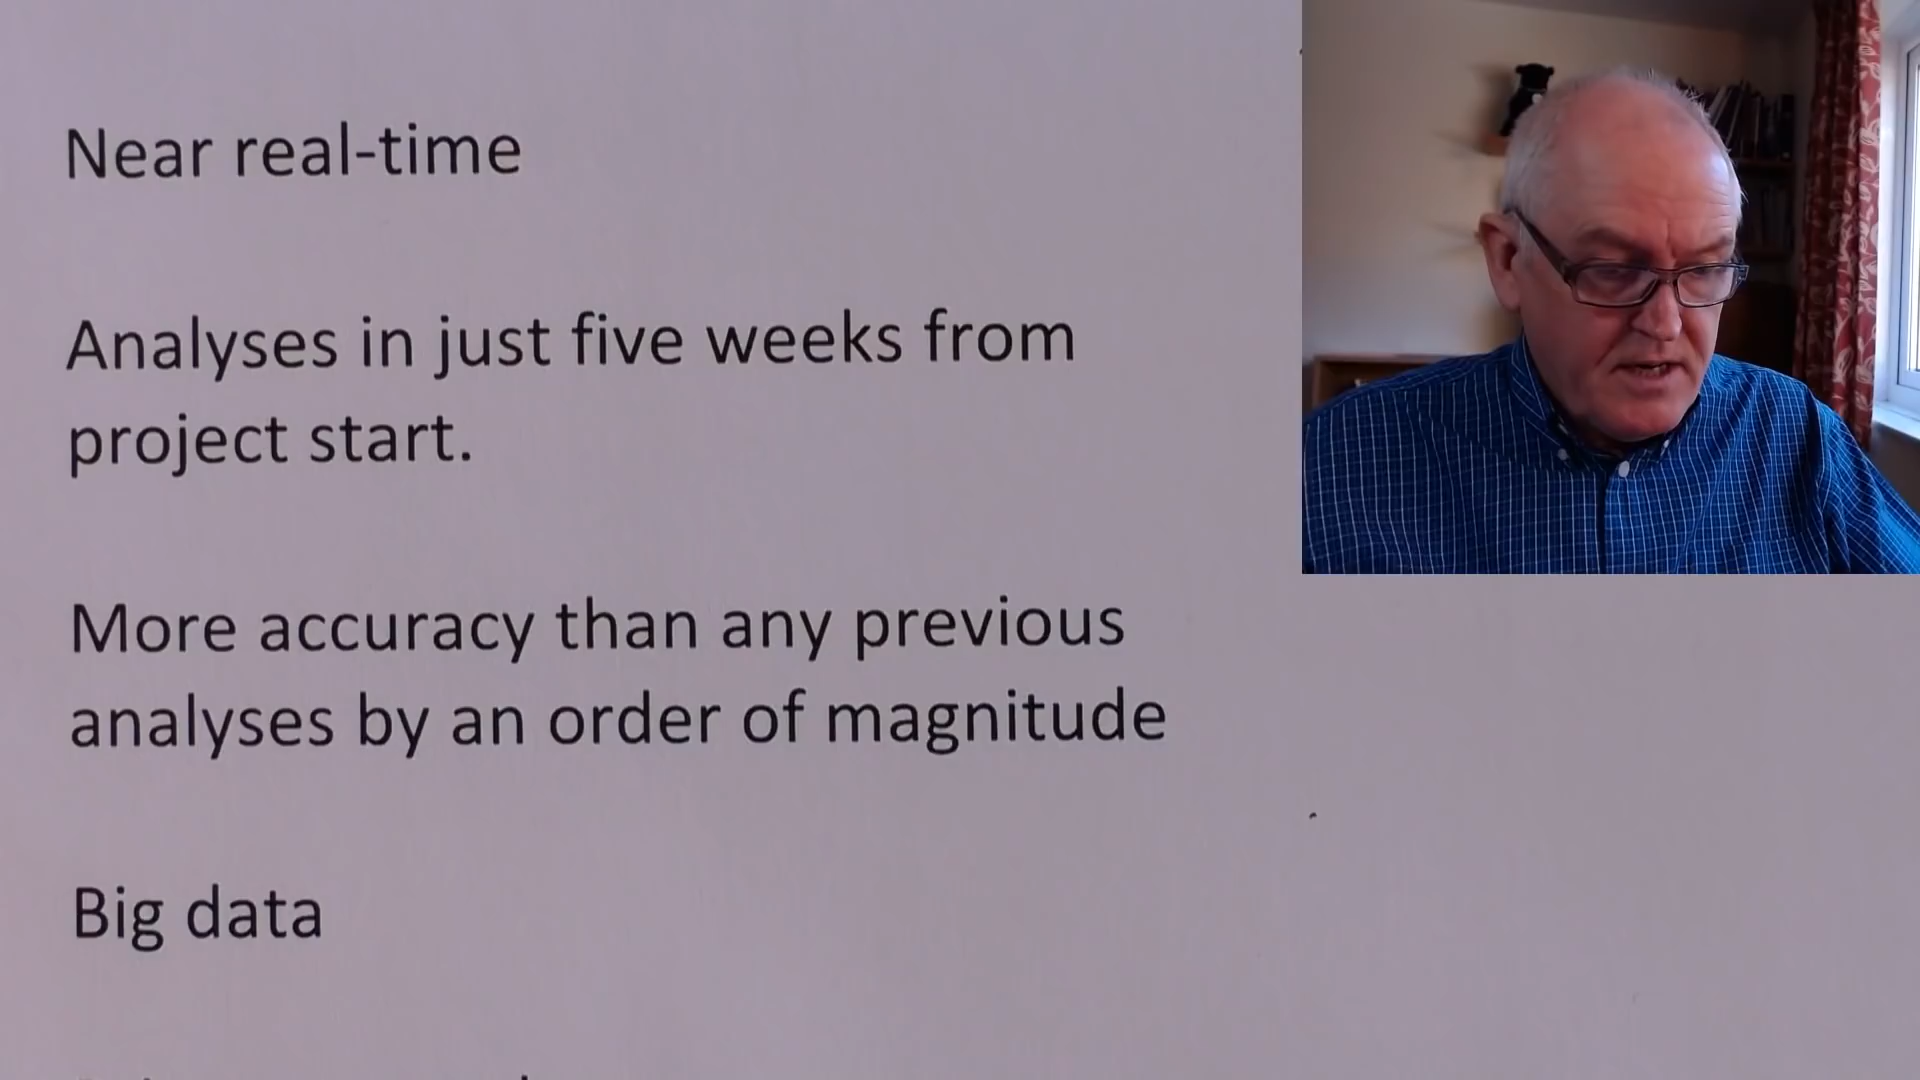 Near real-time
Analyses in just five weeks from
project start.
More accuracy than any previous
analyses by an order of magnitude
Big data